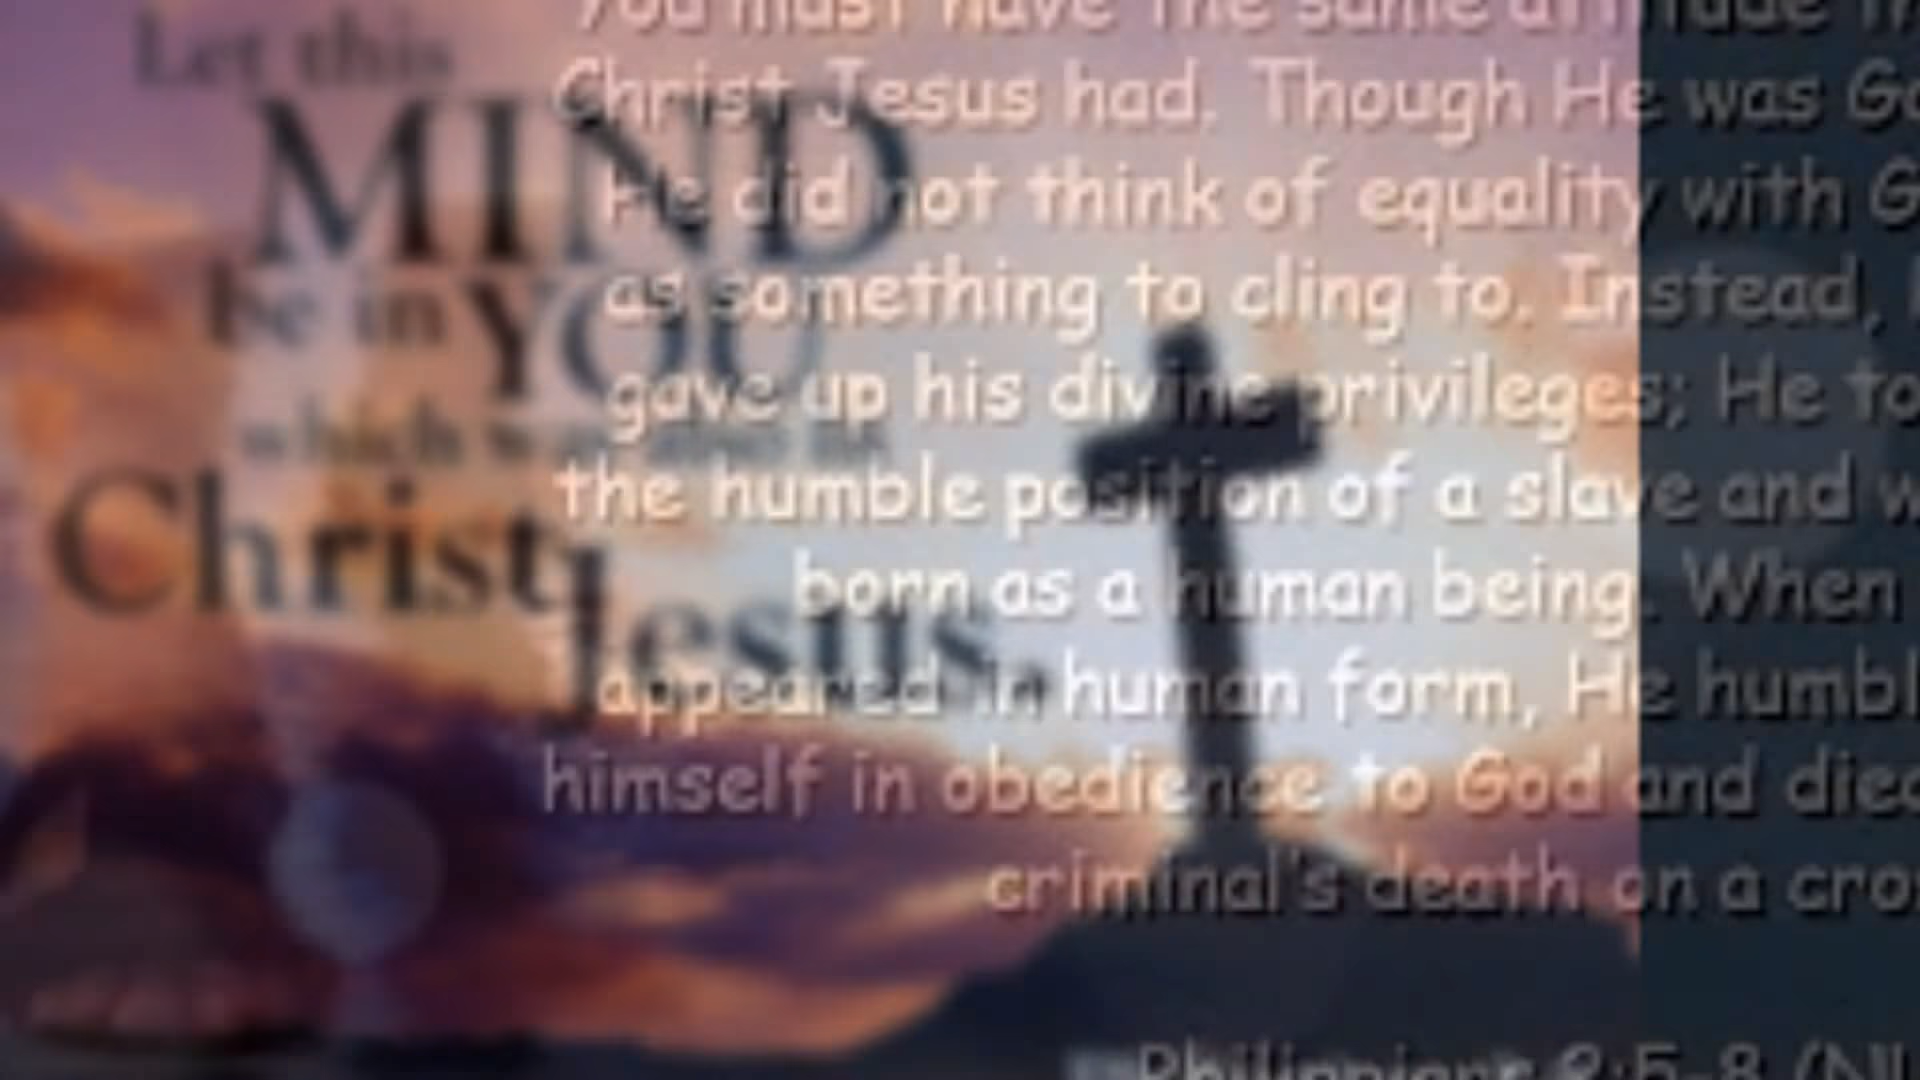 Let this
MIND
be in YOU
which was also in
Christ
Jesus.
You must have the same attitude
Christ Jesus had. Though He was Go
He did not think of equality with G
as something to cling to. Instead,
gave up his divine privileges; He to
the humble position of a slave and w
born as a human being. When
appeared in human form, He humbl
himself in obedience to God and died
criminal's death on a cro
Philippians 2:5-8 (NL